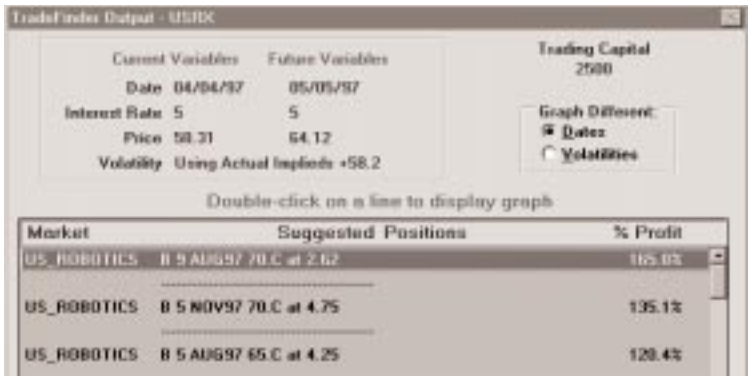 TradeFinder Output - USRX
Current Variables Future Variables
Date 04/04/97 05/05/97
Interest Rate 5 5
Price 58.31 64.12
Volatility Using Actual Implieds +58.2
Trading Capital
2500
Graph Different:
Dates
Volatilities
Double-click on a line to display graph
Market Suggested Positions % Profit
US_ROBOTICS B 9 AUG97 70.C at 2.62 165.0%
US_ROBOTICS B 5 NOV97 70.C at 4.75 135.1%
US_ROBOTICS B 5 AUG97 65.C at 4.25 120.4%